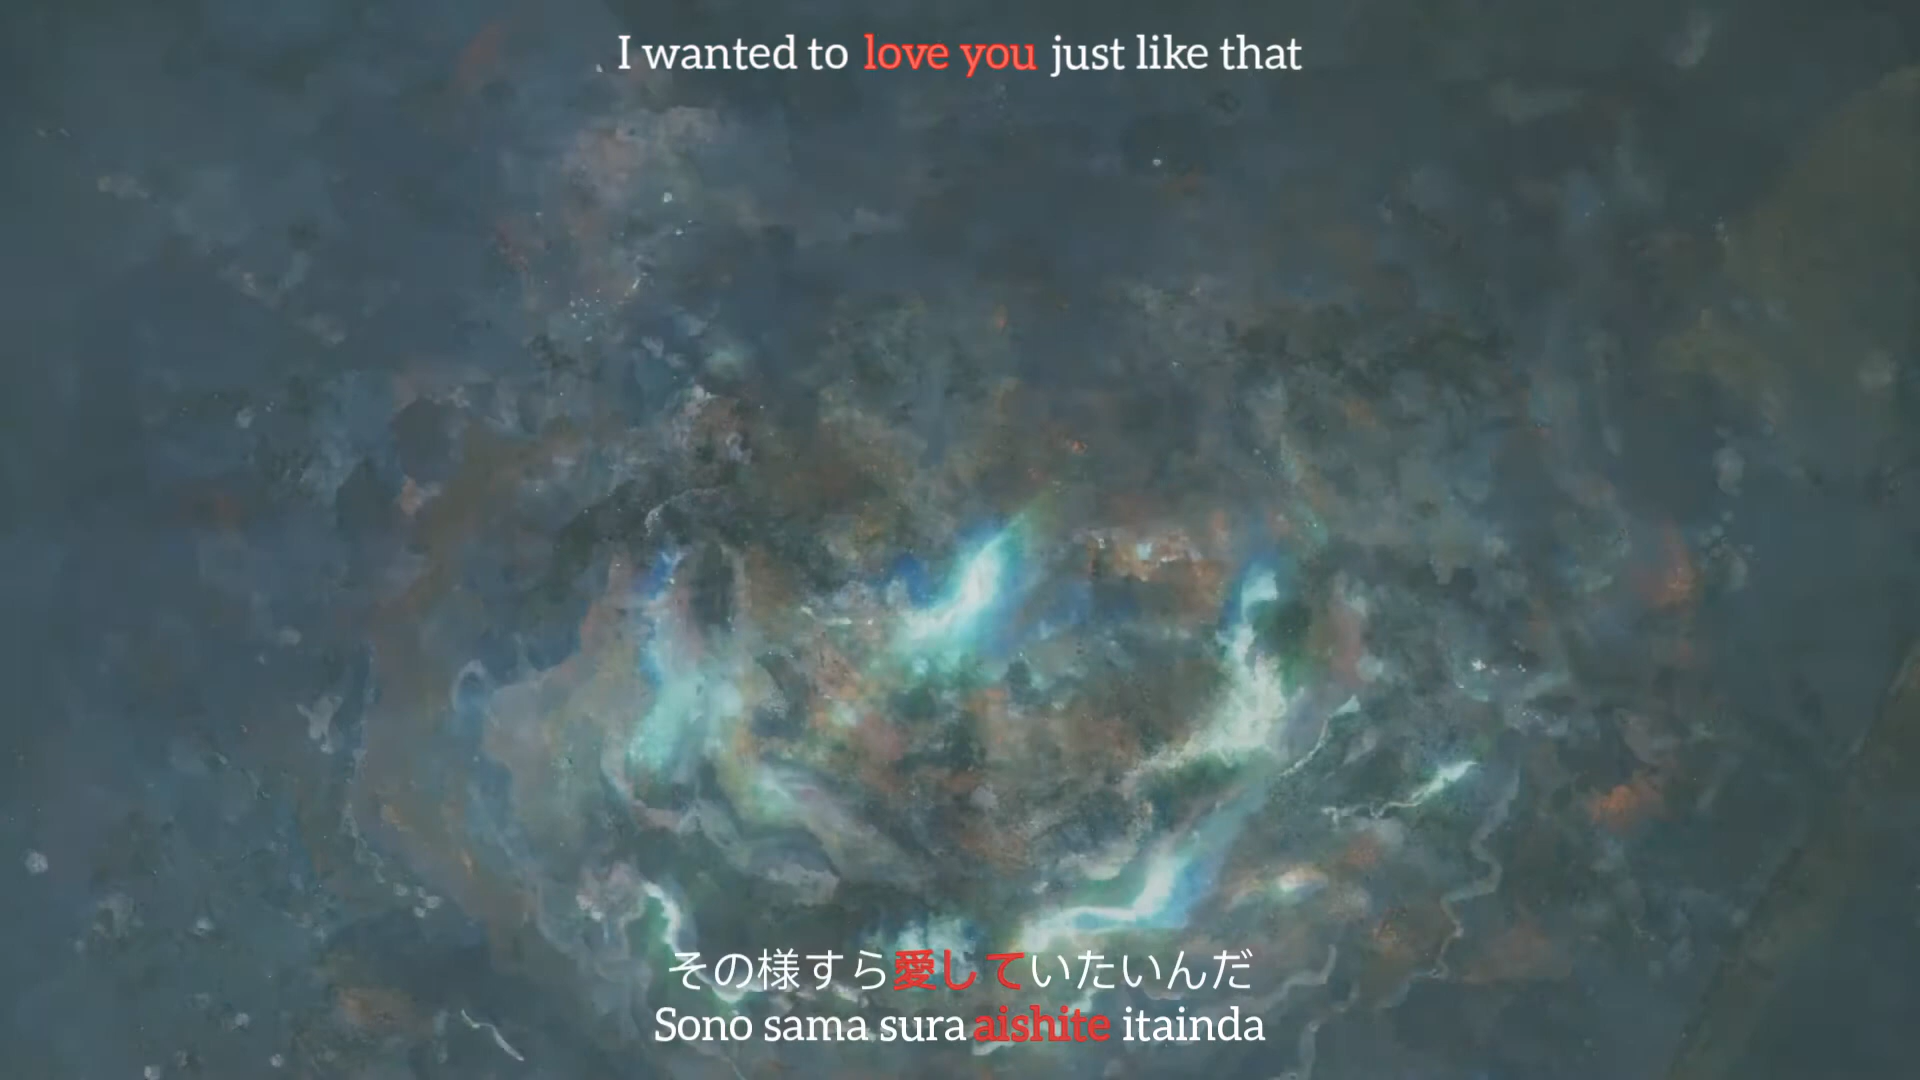 I wanted to love you just like that
その様すら愛していたいんだ
Sono sama sura aishite itainda